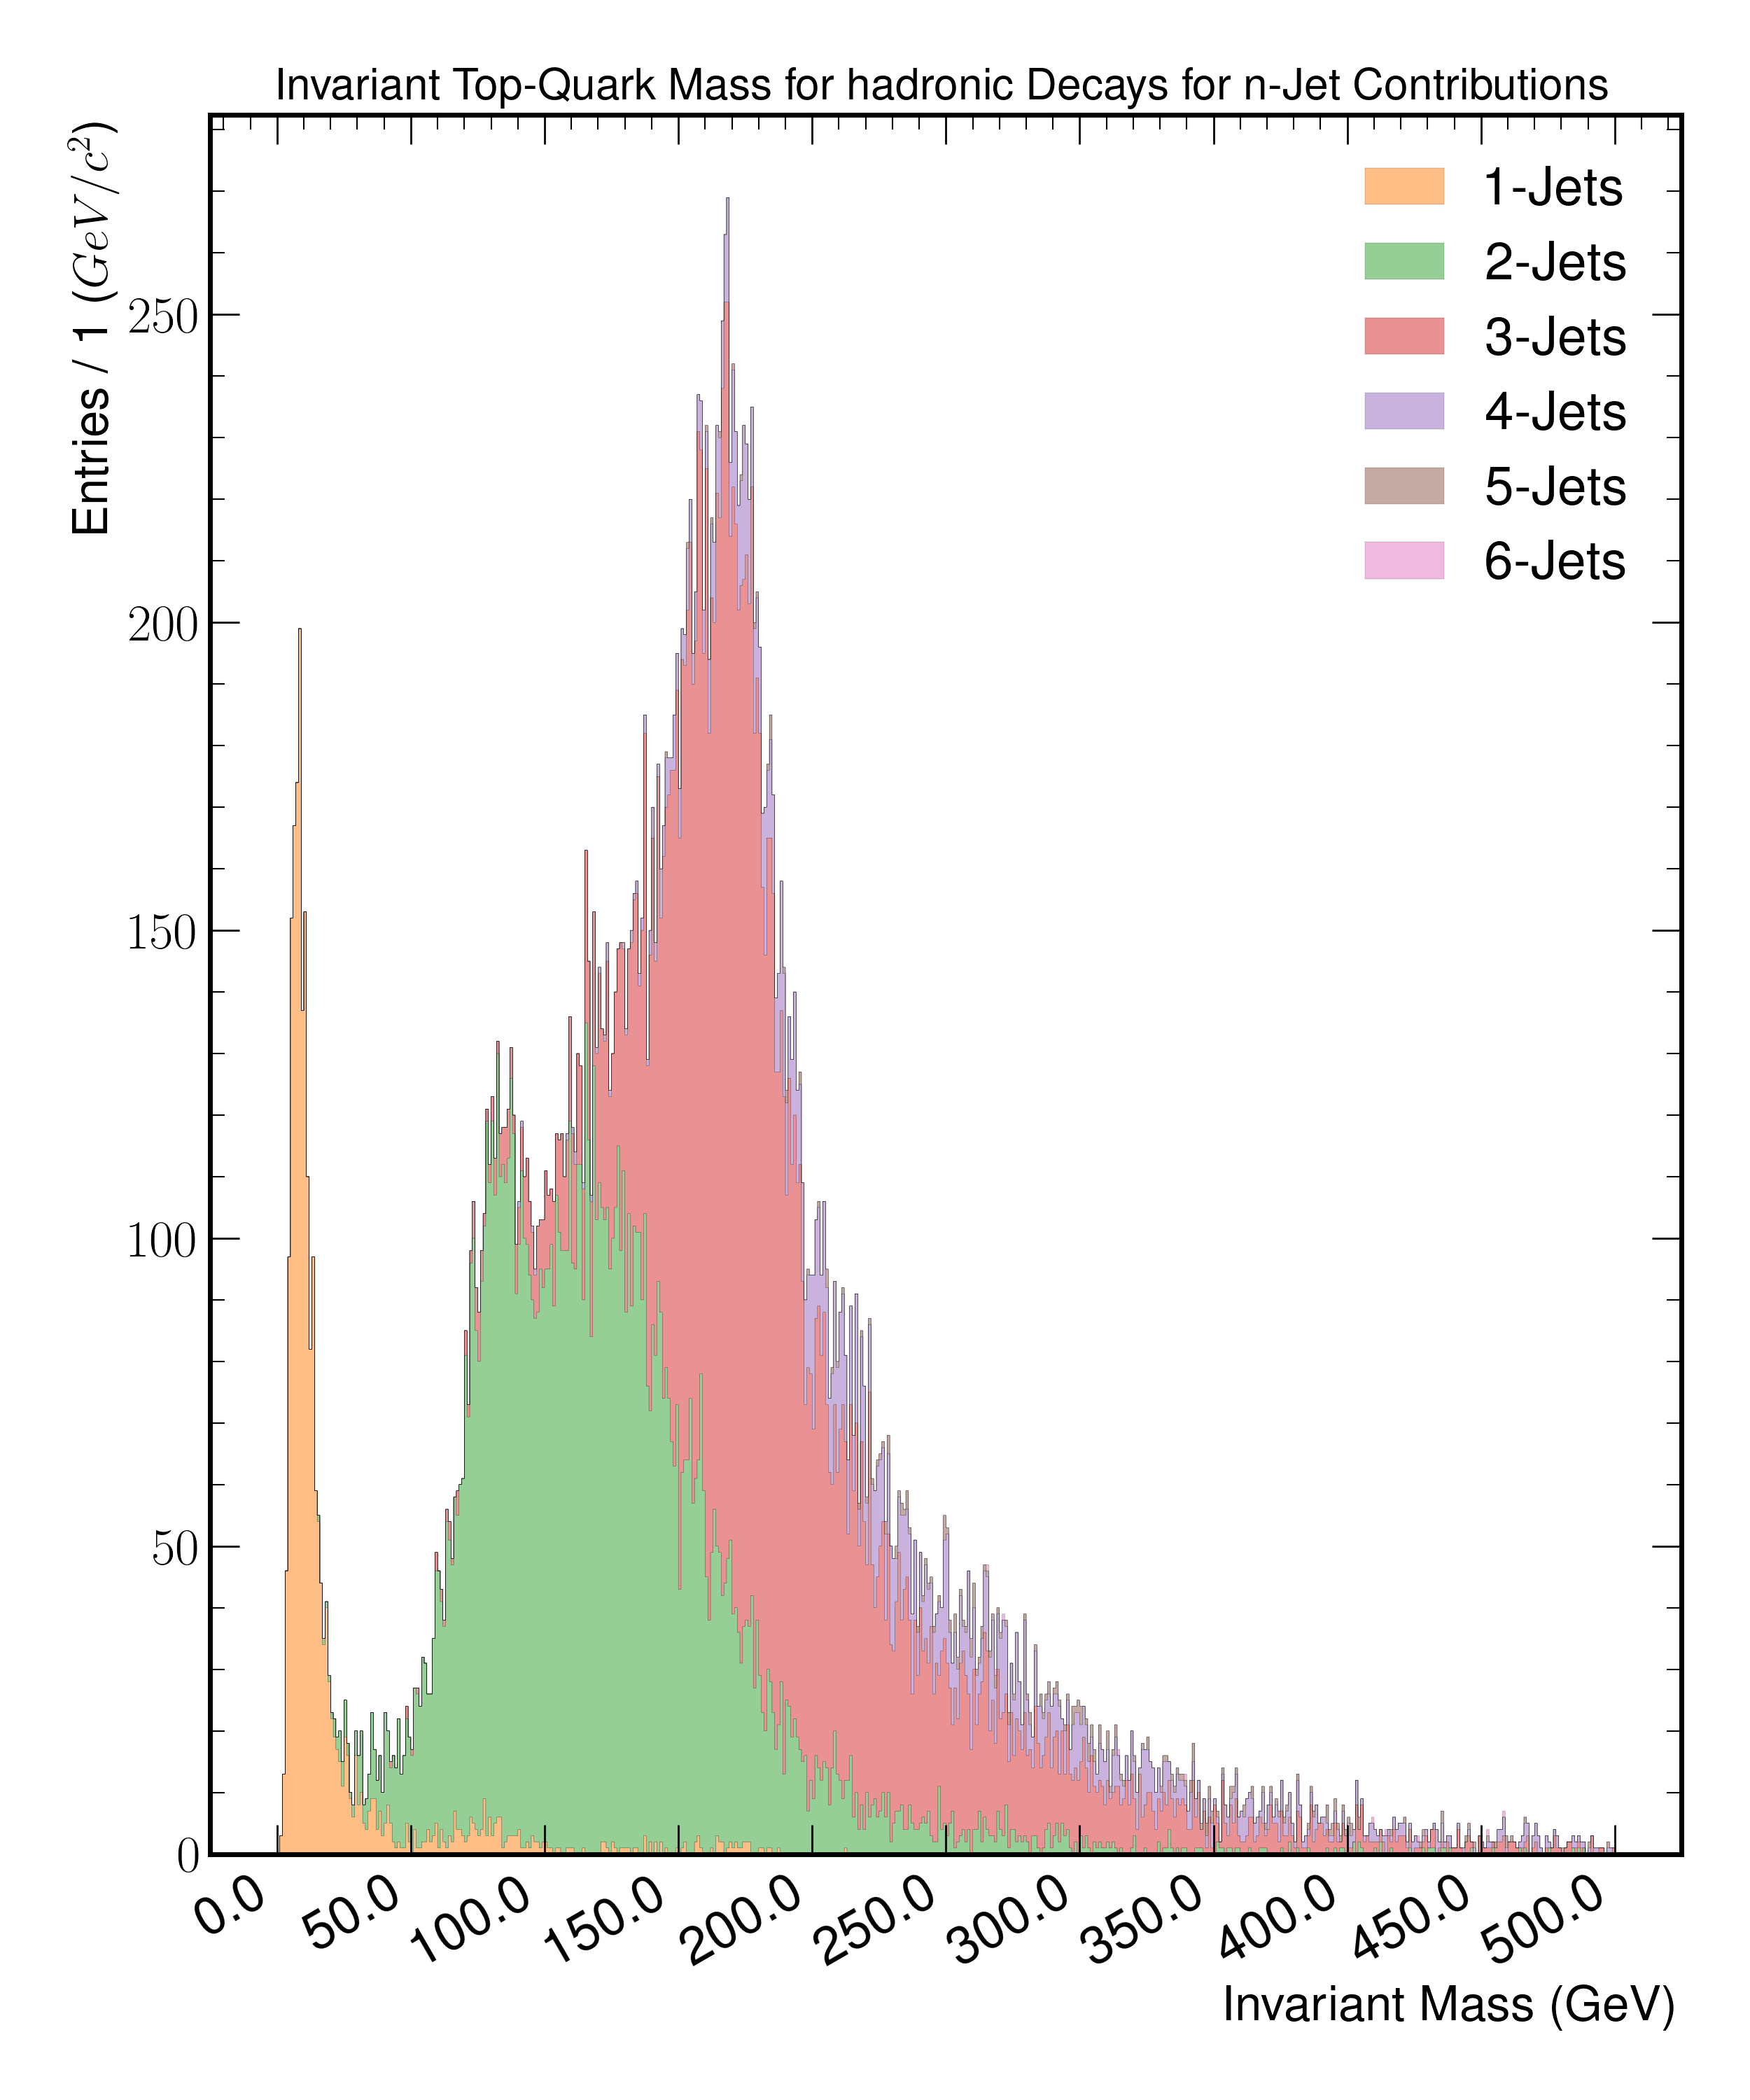 Invariant Top-Quark Mass for hadronic Decays for n-Jet Contributions
Entries / 1 (GeV/c²)
1-Jets
2-Jets
3-Jets
4-Jets
5-Jets
6-Jets
250
200
150
100
50
0
0.0 50.0 100.0 150.0 200.0 250.0 300.0 350.0 400.0 450.0 500.0
Invariant Mass (GeV)